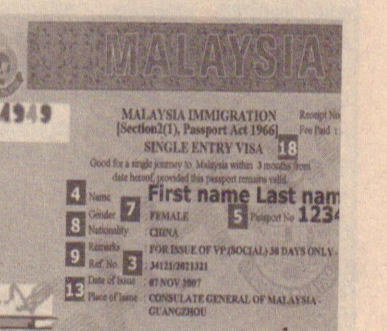 MALAYSIA
4949
MALAYSIA IMMIGRATION Receipt No
[Section2(1), Passport Act 1966] Fee Paid :
SINGLE ENTRY VISA 18
Good for a single journey to Malaysia within 3 months from
date hereof, provided this passport remains valid.
4 Name First name Last nam
Gender 7 FEMALE 5 Passport No 1234
8 Nationality CHINA
9 Remarks : FOR ISSUE OF VP (SOCIAL) 30 DAYS ONLY -
Ref. No. 3 : 34121/2021321
13 Date of Issue : 07 NOV 2007
Place of Issue : CONSULATE GENERAL OF MALAYSIA -
GUANGZHOU